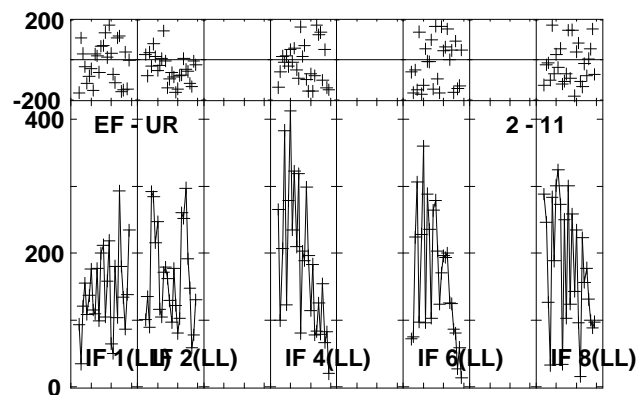 200
-200
400
EF - UR
2 - 11
200
IF 1(LL)
IF 2(LL)
IF 4(LL)
IF 6(LL)
IF 8(LL)
0